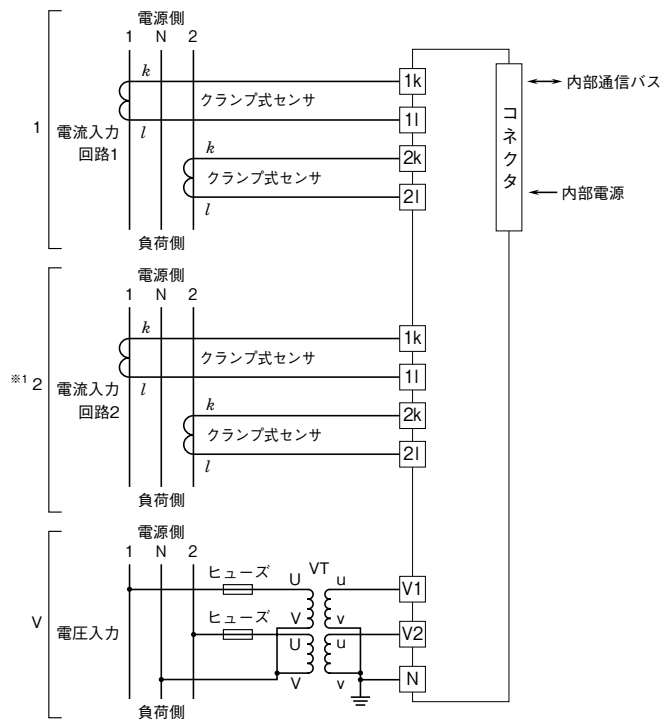 電源側
1 N 2
1
k
クランプ式センサ
l
電流入力
回路1
k
クランプ式センサ
l
負荷側
1k
1l
2k
2l
コネクタ
内部通信バス
内部電源
電源側
1 N 2
※1 2
k
クランプ式センサ
l
電流入力
回路2
k
クランプ式センサ
l
負荷側
1k
1l
2k
2l
電源側
1 N 2
V
電圧入力
ヒューズ
U VT u
V v
ヒューズ
U u
V v
負荷側
V1
V2
N